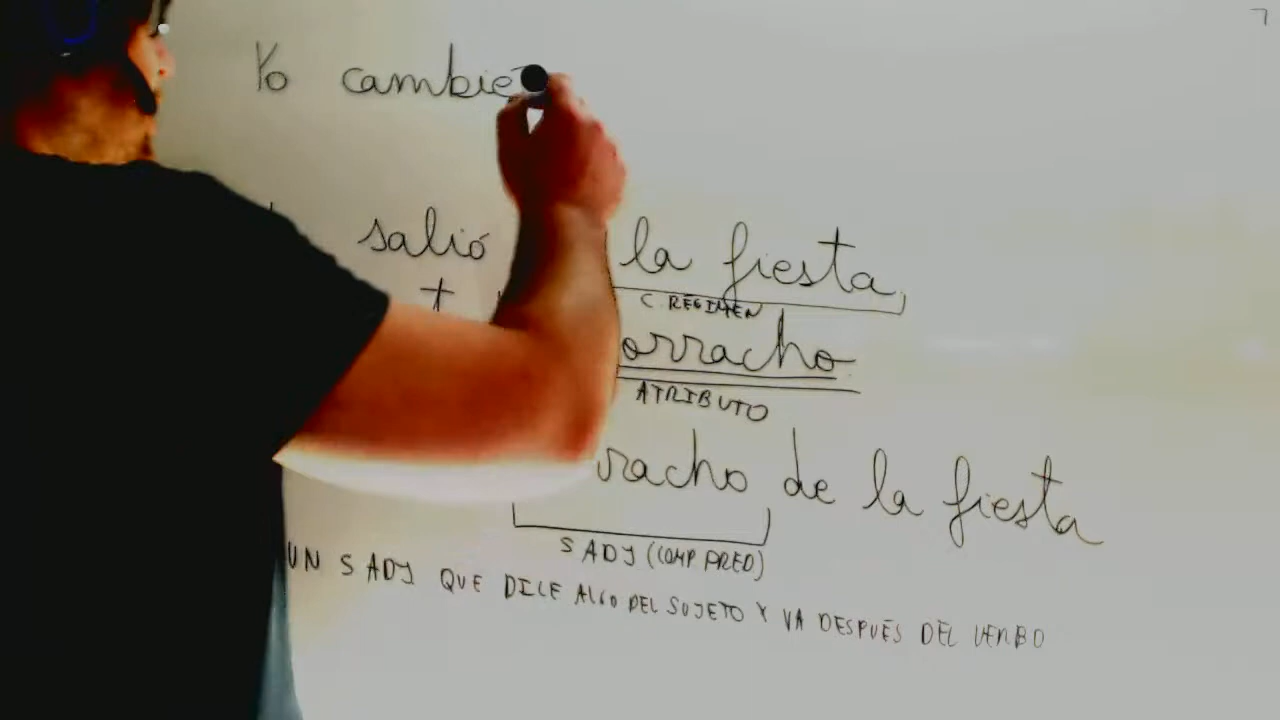 Yo cambié
salió la fiesta,
+
C. RÉGIMEN
orracho
ATRIBUTO
rracho de la fiesta
S ADJ (COMP PRED)
UN S ADJ QUE DICE ALGO DEL SUJETO Y VA DESPUÉS DEL VERBO